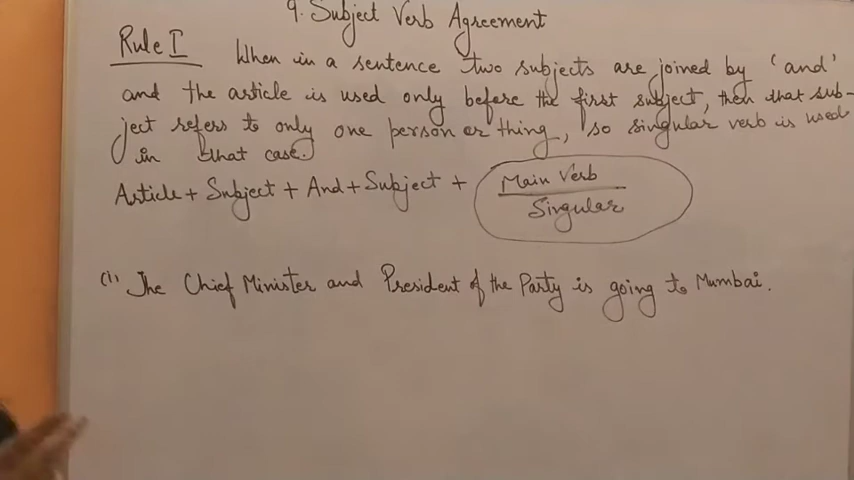 9. Subject Verb Agreement
Rule I When in a sentence two subjects are joined by 'and'
and the article is used only before the first subject, then that sub-
ject refers to only one person or thing, so singular verb is used
in that case.
Article + Subject + And + Subject + Main Verb
Singular
(i) The Chief Minister and President of the Party is going to Mumbai.